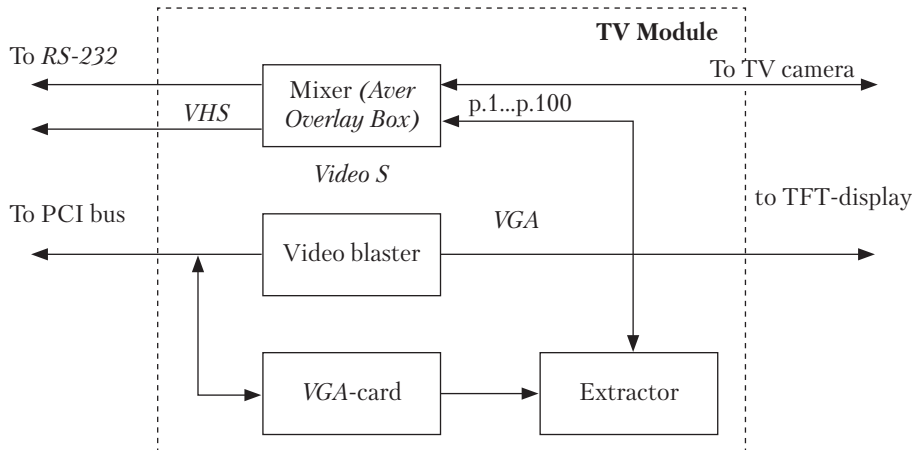 TV Module
To RS-232
Mixer (Aver
Overlay Box)
To TV camera
VHS
p.1...p.100
Video S
To PCI bus
VGA
to TFT-display
Video blaster
VGA-card
Extractor